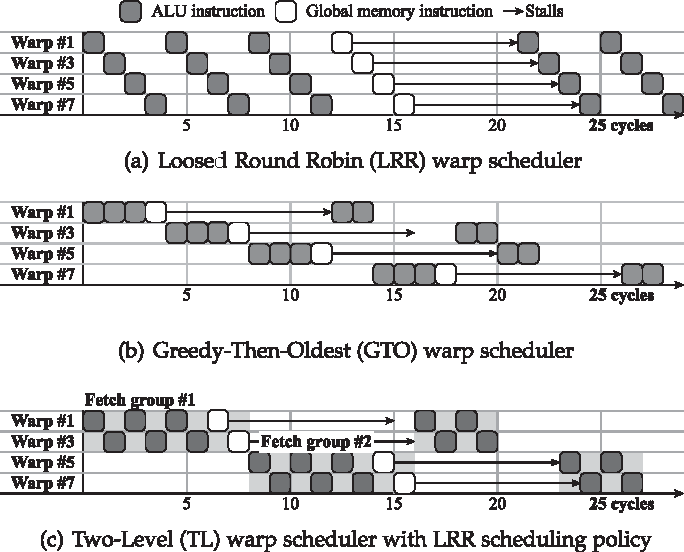 ALU instruction Global memory instruction Stalls
Warp #1
Warp #3
Warp #5
Warp #7
5 10 15 20 25 cycles
(a) Loosed Round Robin (LRR) warp scheduler
Warp #1
Warp #3
Warp #5
Warp #7
5 10 15 20 25 cycles
(b) Greedy-Then-Oldest (GTO) warp scheduler
Fetch group #1
Warp #1
Warp #3 Fetch group #2
Warp #5
Warp #7
5 10 15 20 25 cycles
(c) Two-Level (TL) warp scheduler with LRR scheduling policy